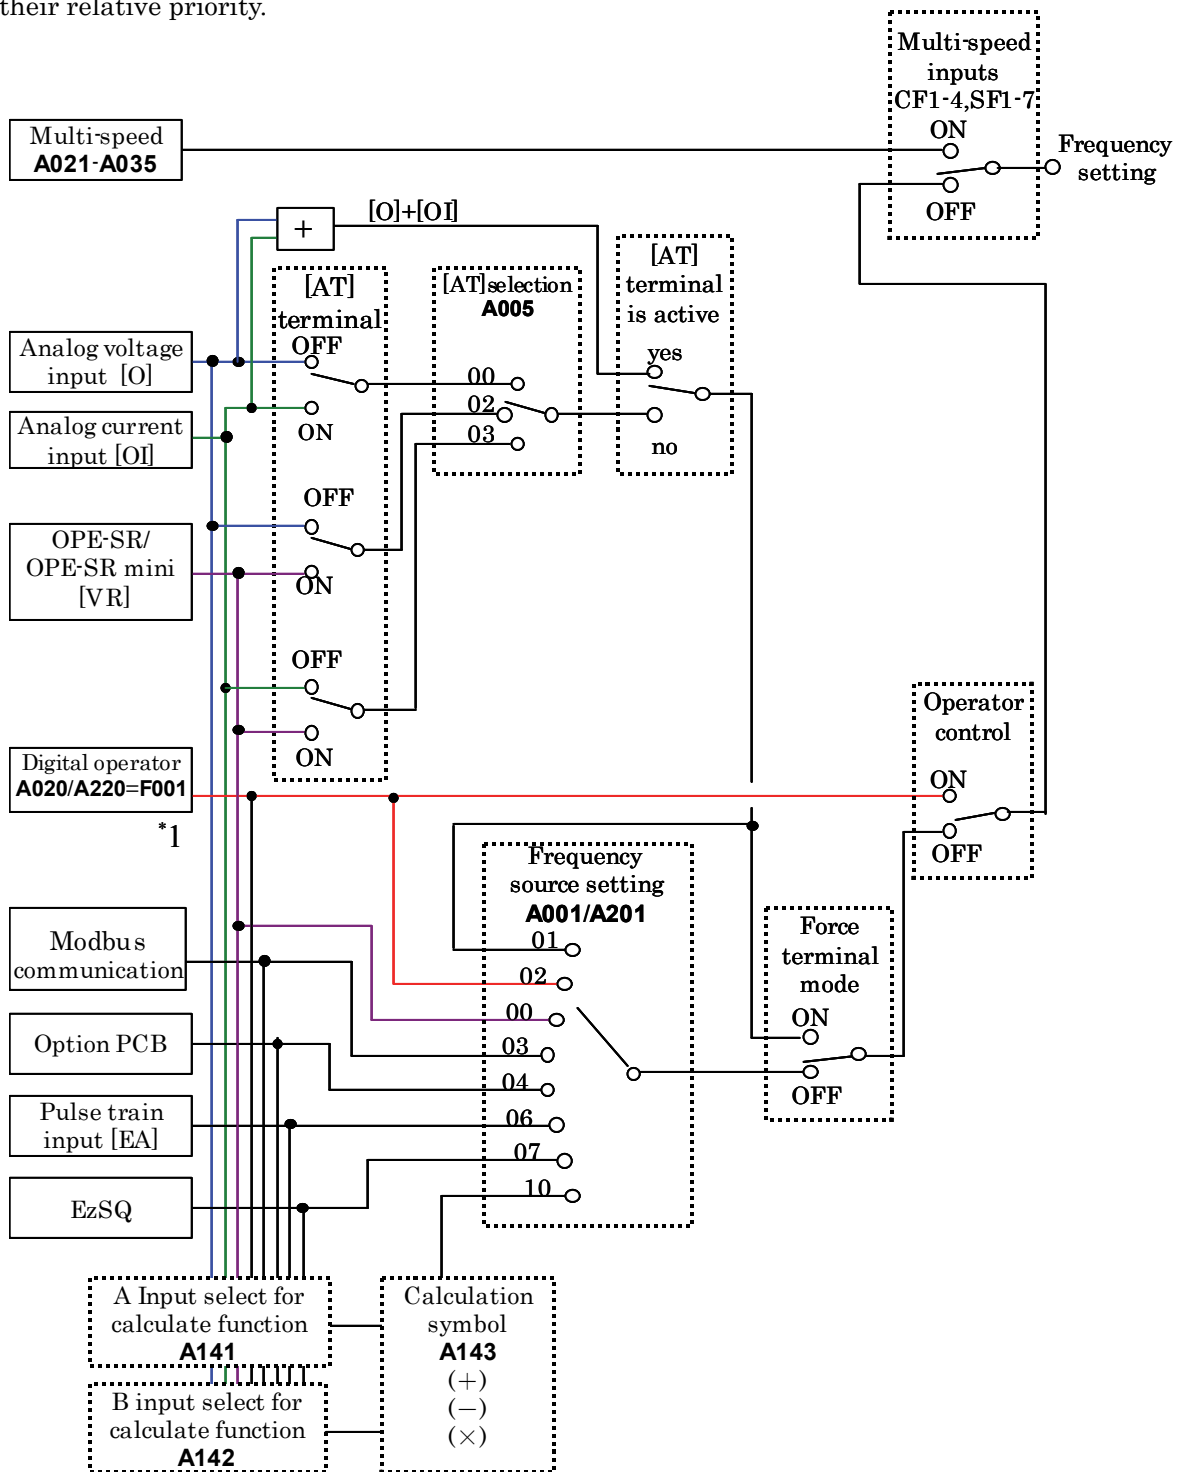 their relative priority.
Multi-speed
inputs
CF1-4,SF1-7
ON
OFF
Frequency
setting
Multi-speed
A021-A035
+
[O]+[OI]
[AT]
terminal
OFF
ON
OFF
ON
OFF
ON
[AT]selection
A005
00
02
03
[AT]
terminal
is active
yes
no
Analog voltage
input [O]
Analog current
input [OI]
OPE-SR/
OPE-SR mini
[VR]
Digital operator
A020/A220=F001
*1
Operator
control
ON
OFF
Frequency
source setting
A001/A201
01
02
00
03
04
06
07
10
Force
terminal
mode
ON
OFF
Modbus
communication
Option PCB
Pulse train
input [EA]
EzSQ
A Input select for
calculate function
A141
B input select for
calculate function
A142
Calculation
symbol
A143
(+)
(−)
(×)